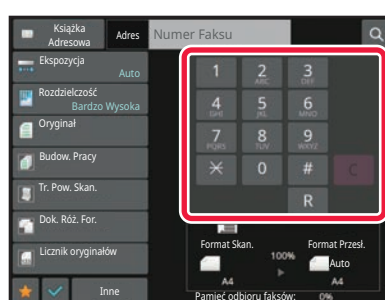 Książka
Adresowa
Adres
Numer Faksu
Ekspozycja
Auto
Rozdzielczość
Bardzo Wysoka
Oryginał
Budow. Pracy
Tr. Pow. Skan.
Dok. Róż. For.
Licznik oryginałów
Inne
1
2 ABC
3 DEF
4 GHI
5 JKL
6 MNO
7 PQRS
8 TUV
9 WXYZ
0
#
C
R
Format Skan.
A4
100%
Format Przesł.
Auto
A4
Pamięć odbioru faksów: 0%